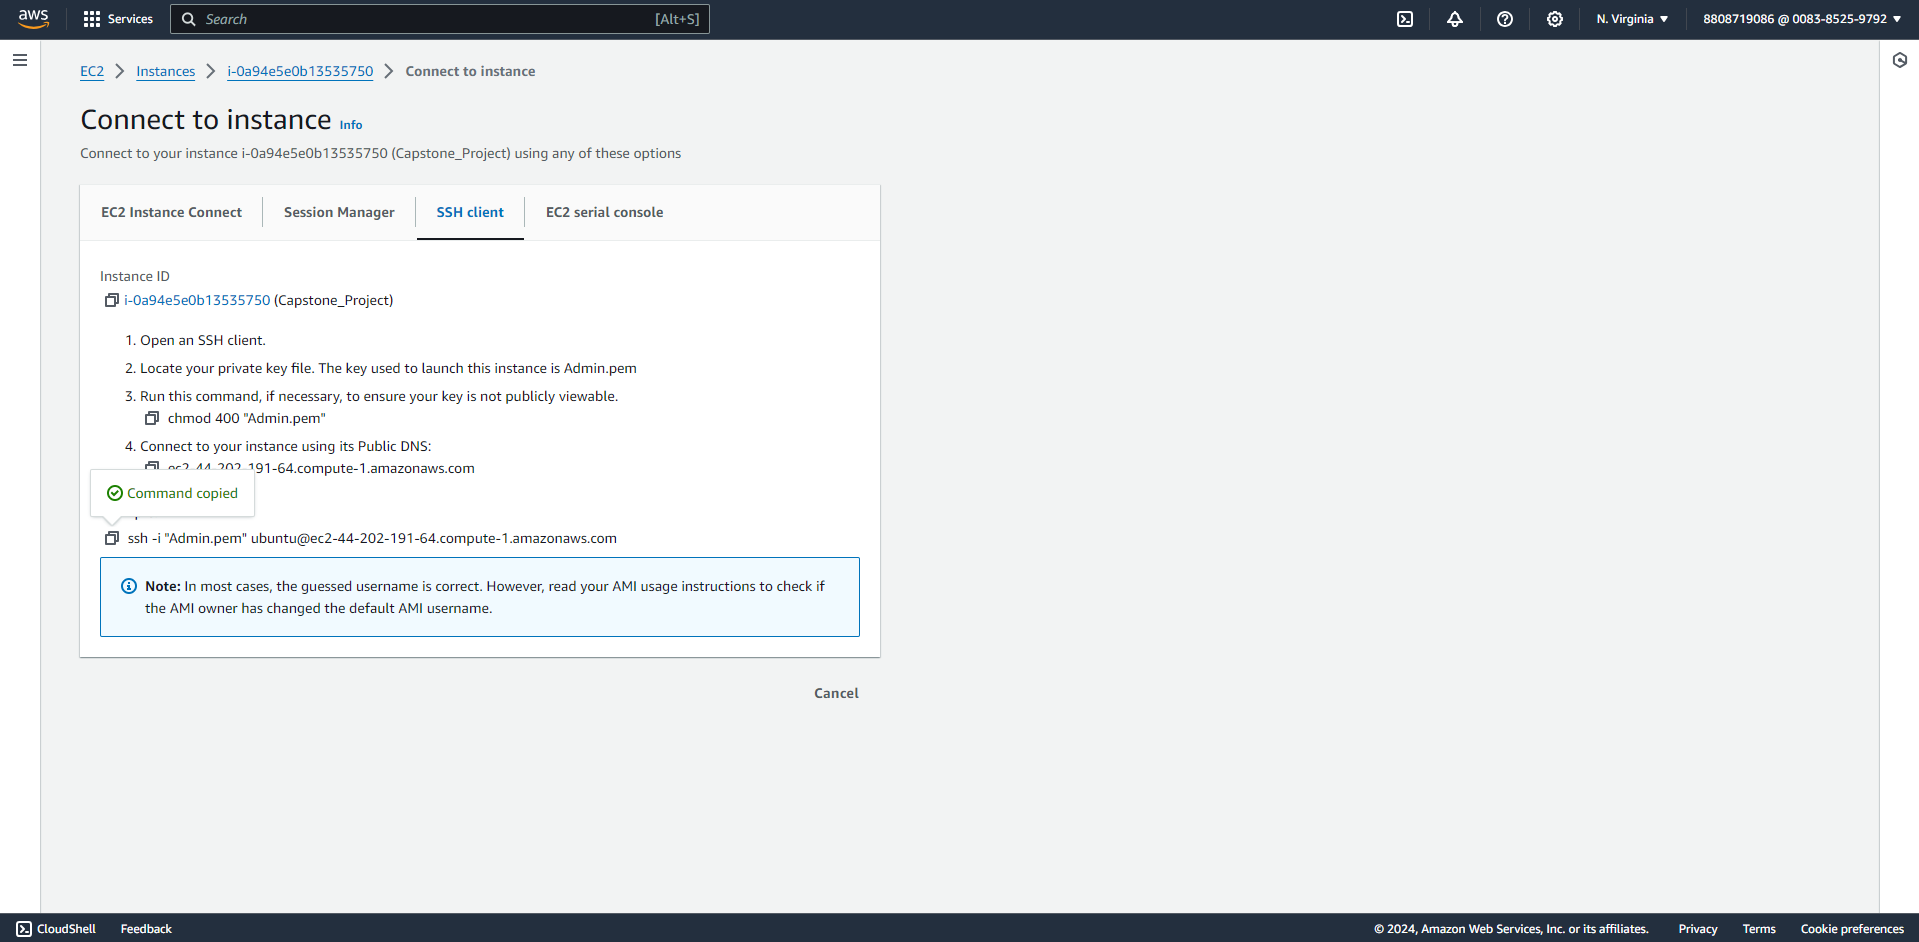 aws
Services
Search
[Alt+S]
N. Virginia
8808719086 @ 0083-8525-9792
EC2
Instances
i-0a94e5e0b13535750
Connect to instance
Connect to instance Info
Connect to your instance i-0a94e5e0b13535750 (Capstone_Project) using any of these options
EC2 Instance Connect
Session Manager
SSH client
EC2 serial console
Instance ID
i-0a94e5e0b13535750 (Capstone_Project)
1. Open an SSH client.
2. Locate your private key file. The key used to launch this instance is Admin.pem
3. Run this command, if necessary, to ensure your key is not publicly viewable.
chmod 400 "Admin.pem"
4. Connect to your instance using its Public DNS:
ec2-44-202-191-64.compute-1.amazonaws.com
Command copied
ssh -i "Admin.pem" ubuntu@ec2-44-202-191-64.compute-1.amazonaws.com
Note: In most cases, the guessed username is correct. However, read your AMI usage instructions to check if
the AMI owner has changed the default AMI username.
Cancel
CloudShell
Feedback
© 2024, Amazon Web Services, Inc. or its affiliates.
Privacy
Terms
Cookie preferences